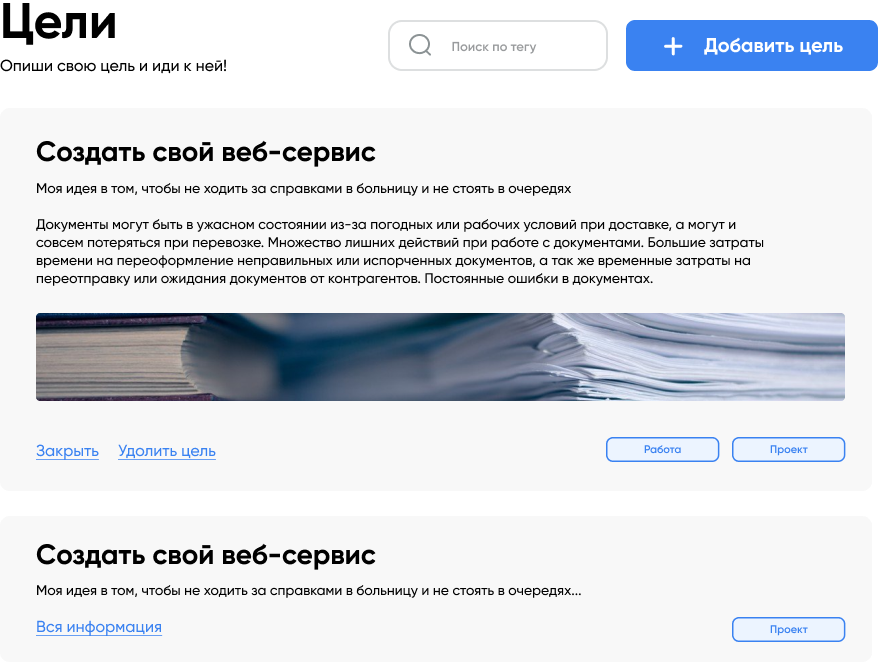 Цели
Опиши свою цель и иди к ней!
Поиск по тегу
Добавить цель
Создать свой веб-сервис
Моя идея в том, чтобы не ходить за справками в больницу и не стоять в очередях
Документы могут быть в ужасном состоянии из-за погодных или рабочих условий при доставке, а могут и
совсем потеряться при перевозке. Множество лишних действий при работе с документами. Большие затраты
времени на переоформление неправильных или испорченных документов, а так же временные затраты на
переотправку или ожидания документов от контрагентов. Постоянные ошибки в документах.
Закрыть
Удолить цель
Работа
Проект
Создать свой веб-сервис
Моя идея в том, чтобы не ходить за справками в больницу и не стоять в очередях...
Вся информация
Проект